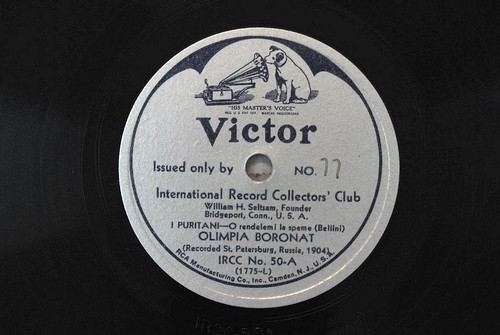 "HIS MASTER'S VOICE"
Victor
Issued only by NO. 77
International Record Collectors' Club
William H. Seltsam, Founder
Bridgeport, Conn., U. S. A.
I PURITANI—O rendelemi la speme (Bellini)
OLIMPIA BORONAT
(Recorded St. Petersburg, Russia, 1904)
IRCC No. 50-A
(1775-L)
RCA Manufacturing Co., Inc., Camden, N. J., U. S. A.